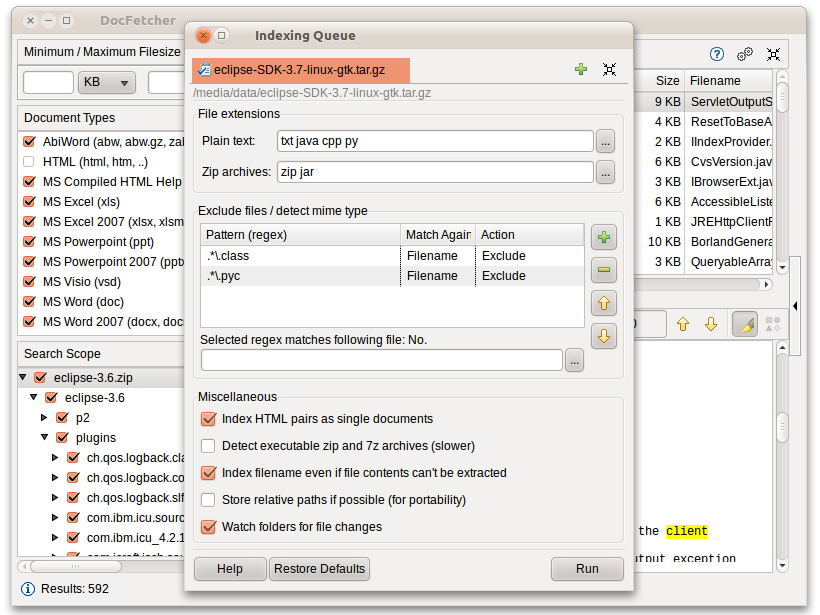 DocFetcher
Minimum / Maximum Filesize
KB
Document Types
AbiWord (abw, abw.gz,
HTML (html, htm, ..)
MS Compiled HTML Help
MS Excel (xls)
MS Excel 2007 (xlsx, xlsm
MS Powerpoint (ppt)
MS Powerpoint 2007
MS Visio (vsd)
MS Word (doc)
MS Word 2007 (docx,
Search Scope
eclipse-3.6.zip
eclipse-3.6
p2
plugins
ch.qos.logback.cla
ch.qos.logback.co
ch.qos.logback.slf
com.ibm.icu.sourc
com.ibm.icu_4.2.1
Results: 592
Indexing Queue
eclipse-SDK-3.7-linux-gtk.tar.gz
/media/data/eclipse-SDK-3.7-linux-gtk.tar.gz
File extensions
Plain text: txt java cpp py ...
Zip archives: zip jar ...
Exclude files / detect mime type
Pattern (regex) Match Again Action
.*\.class Filename Exclude
.*\.pyc Filename Exclude
Selected regex matches following file: No.
...
Miscellaneous
Index HTML pairs as single documents
Detect executable zip and 7z archives (slower)
Index filename even if file contents can't be extracted
Store relative paths if possible (for portability)
Watch folders for file changes
Help Restore Defaults Run
Size Filename
9 KB ServletOutputS
4 KB ResetToBaseA
2 KB IIndexProvider.
6 KB CvsVersion.jav
3 KB IBrowserExt.jav
6 KB AccessibleListe
1 KB JREHttpClientF
10 KB BorlandGenera
3 KB QueryableArray
the client
exception